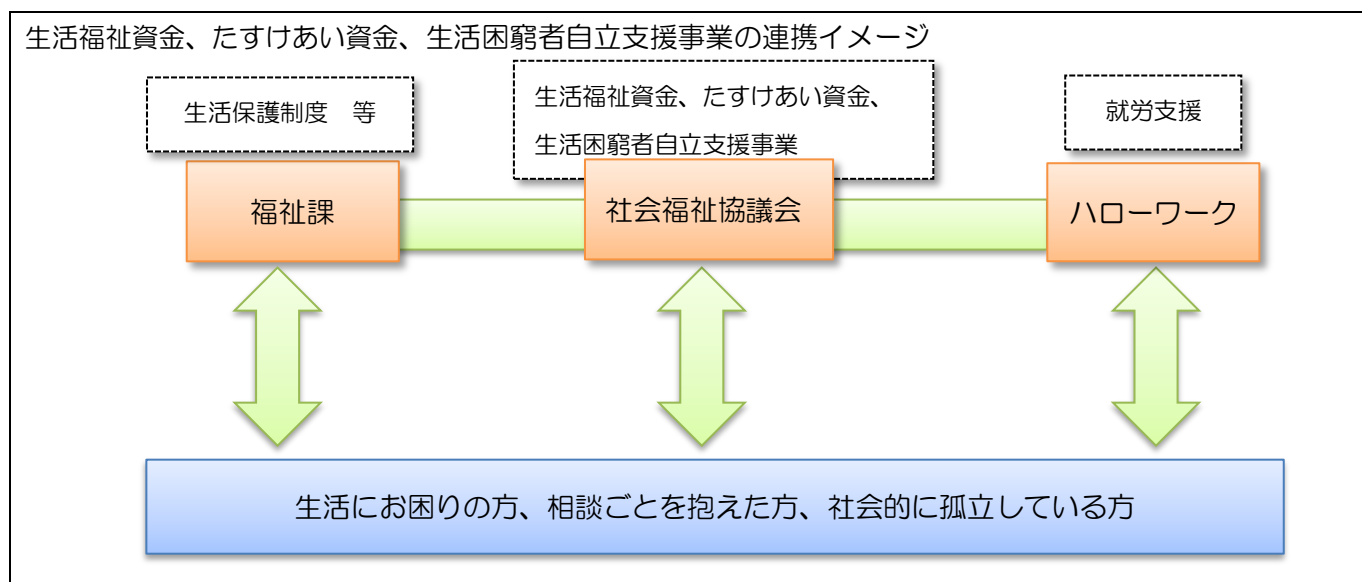 生活福祉資金、たすけあい資金、生活困窮者自立支援事業の連携イメージ
生活保護制度　等
生活福祉資金、たすけあい資金、
生活困窮者自立支援事業
就労支援
福祉課
社会福祉協議会
ハローワーク
生活にお困りの方、相談ごとを抱えた方、社会的に孤立している方